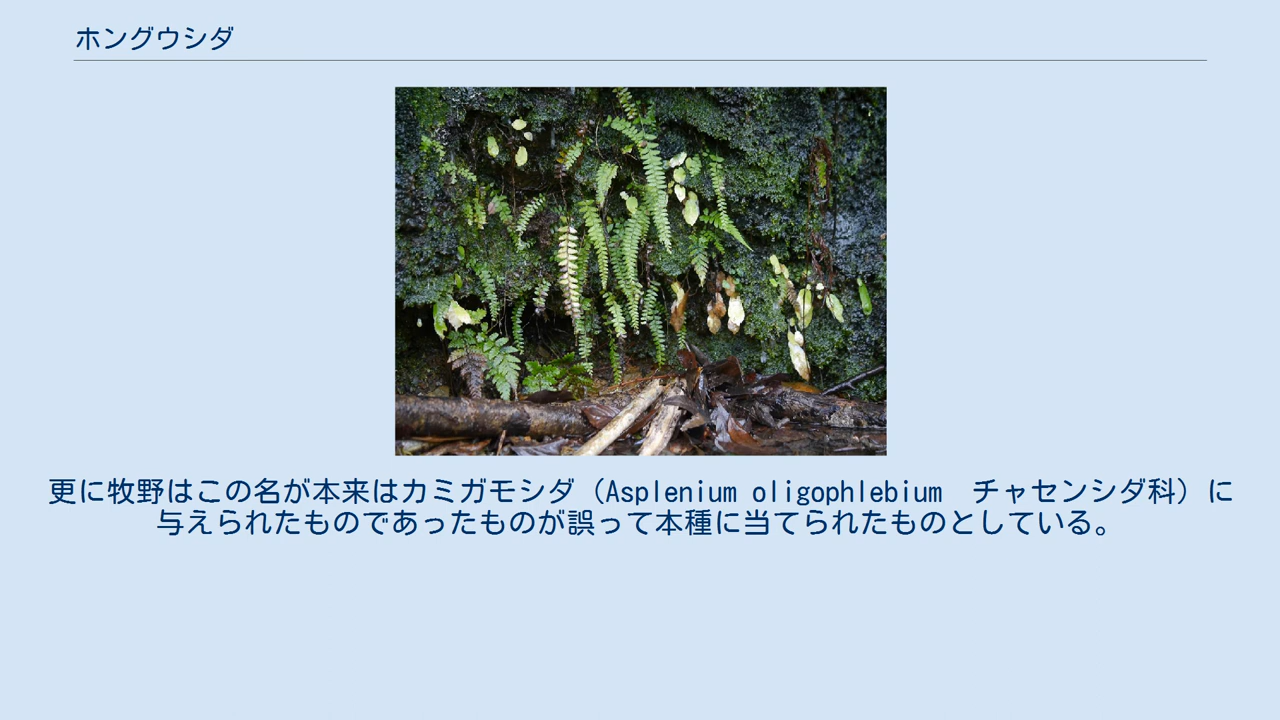 ホングウシダ
更に牧野はこの名が本来はカミガモシダ（Asplenium oligophlebium　チャセンシダ科）に
与えられたものであったものが誤って本種に当てられたものとしている。